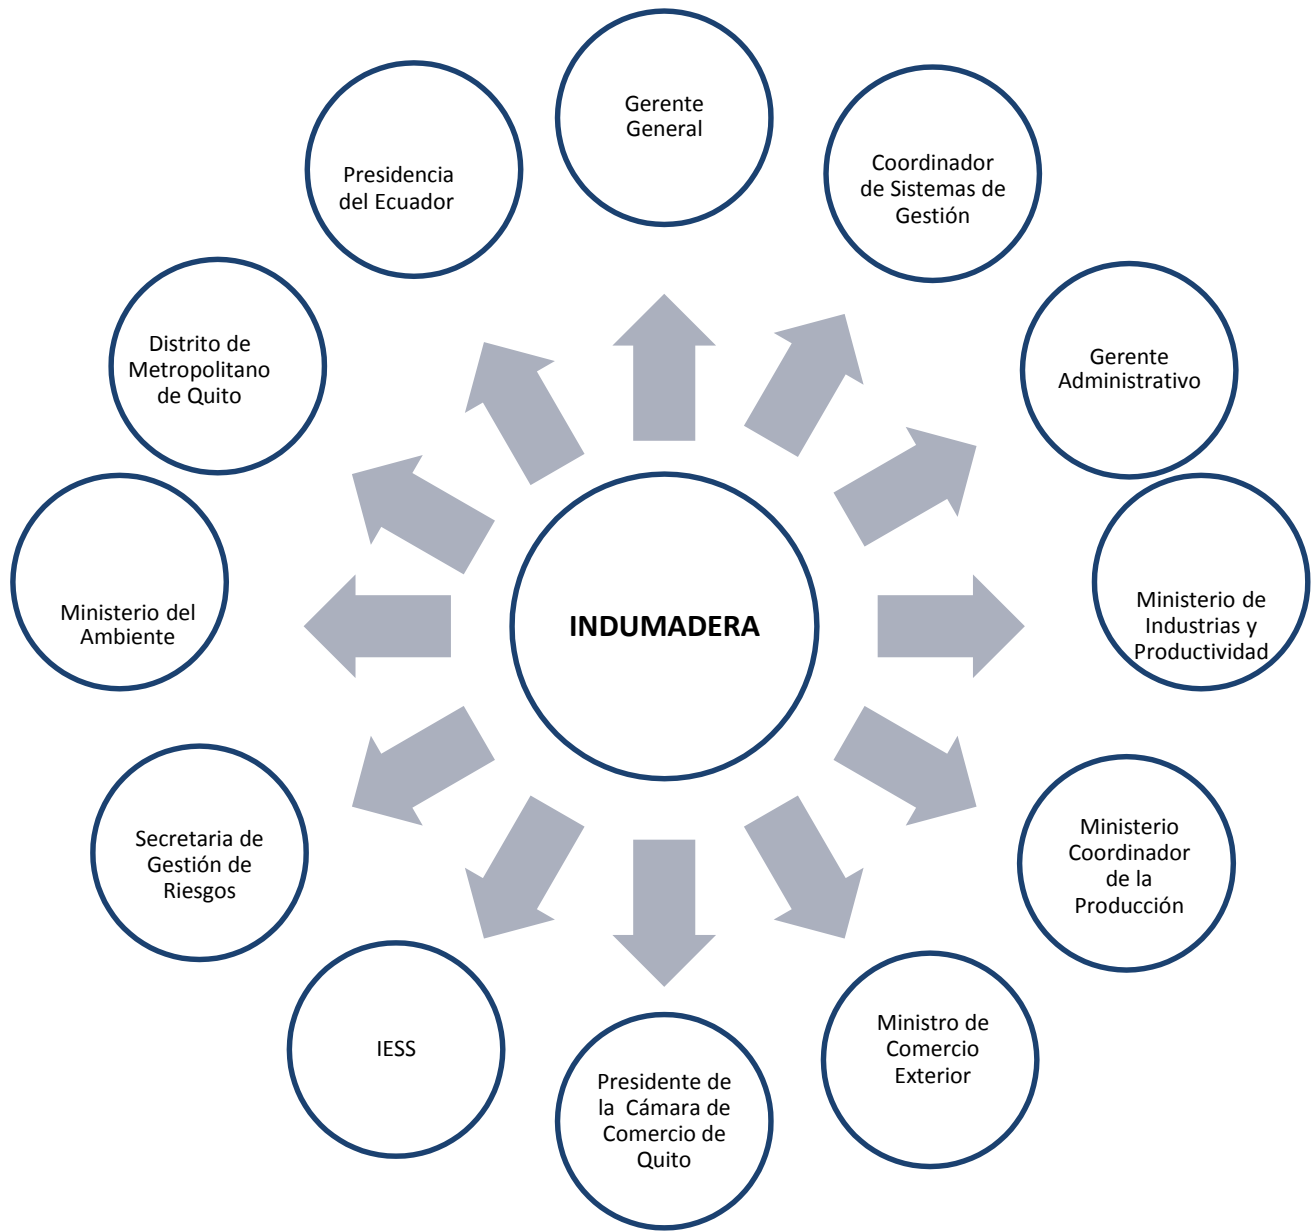 Gerente
General
Coordinador
de Sistemas de
Gestión
Gerente
Administrativo
Ministerio de
Industrias y
Productividad
Ministerio
Coordinador
de la
Producción
Ministro de
Comercio
Exterior
Presidente de
la Cámara de
Comercio de
Quito
IESS
Secretaria de
Gestión de
Riesgos
Ministerio del
Ambiente
Distrito de
Metropolitano
de Quito
Presidencia
del Ecuador
INDUMADERA